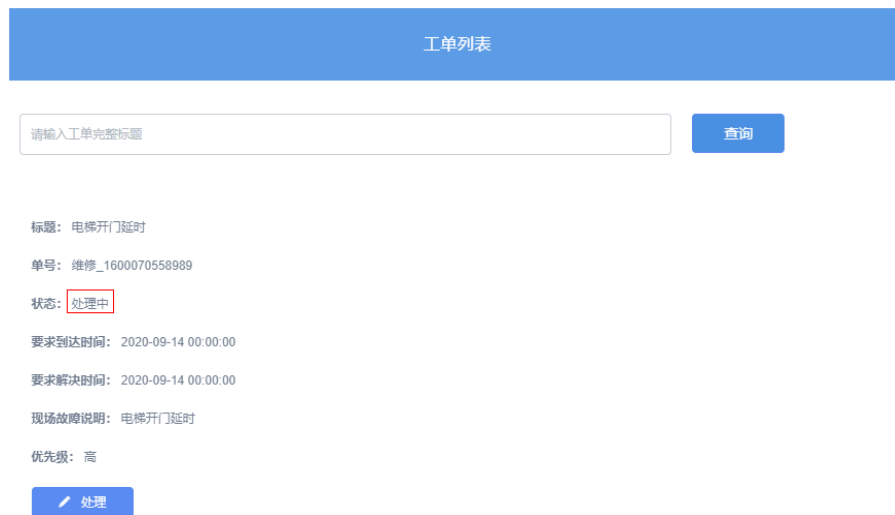 工单列表
请输入工单完整标题
查询
标题： 电梯开门延时
单号： 维修_1600070558989
状态： 处理中
要求到达时间： 2020-09-14 00:00:00
要求解决时间： 2020-09-14 00:00:00
现场故障说明： 电梯开门延时
优先级： 高
处理